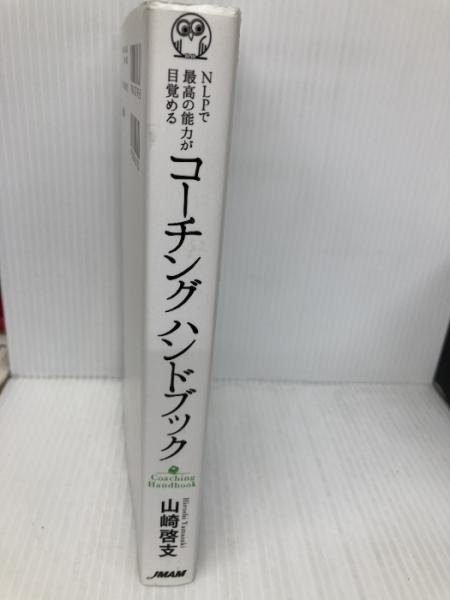 NLPで
最高の能力が
目覚める
コーチングハンドブック
Coaching
Handbook
山崎啓支
Hiroshi Yamasaki
JMAM